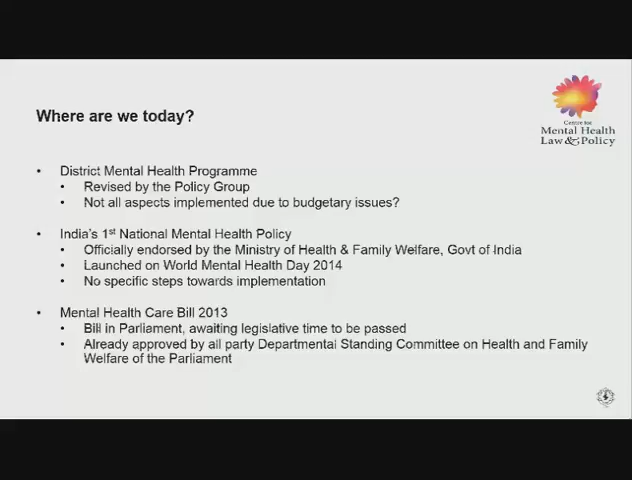 Where are we today?
Centre for
Mental Health
Law & Policy
• District Mental Health Programme
• Revised by the Policy Group
• Not all aspects implemented due to budgetary issues?
• India's 1st National Mental Health Policy
• Officially endorsed by the Ministry of Health & Family Welfare, Govt of India
• Launched on World Mental Health Day 2014
• No specific steps towards implementation
• Mental Health Care Bill 2013
• Bill in Parliament, awaiting legislative time to be passed
• Already approved by all party Departmental Standing Committee on Health and Family
Welfare of the Parliament